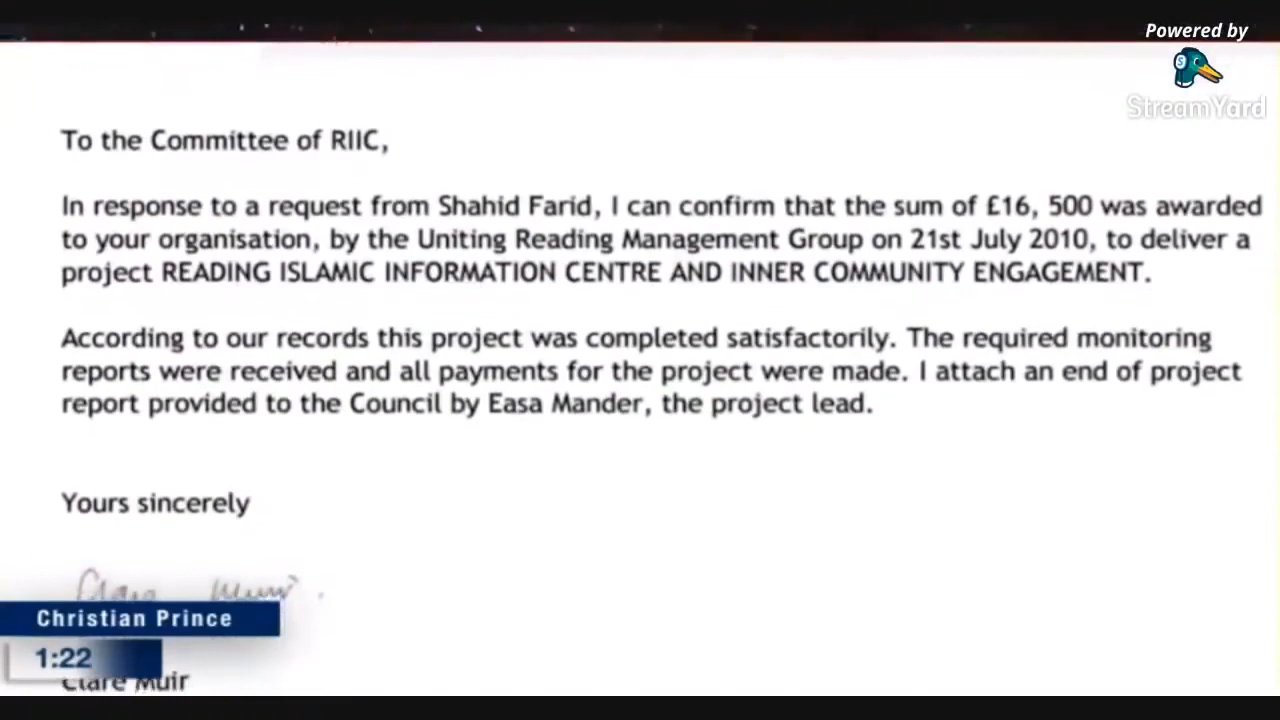 Powered by
StreamYard
To the Committee of RIIC,
In response to a request from Shahid Farid, I can confirm that the sum of £16, 500 was awarded
to your organisation, by the Uniting Reading Management Group on 21st July 2010, to deliver a
project READING ISLAMIC INFORMATION CENTRE AND INNER COMMUNITY ENGAGEMENT.
According to our records this project was completed satisfactorily. The required monitoring
reports were received and all payments for the project were made. I attach an end of project
report provided to the Council by Easa Mander, the project lead.
Yours sincerely
Clare Muir
Christian Prince
1:22
Clare Muir